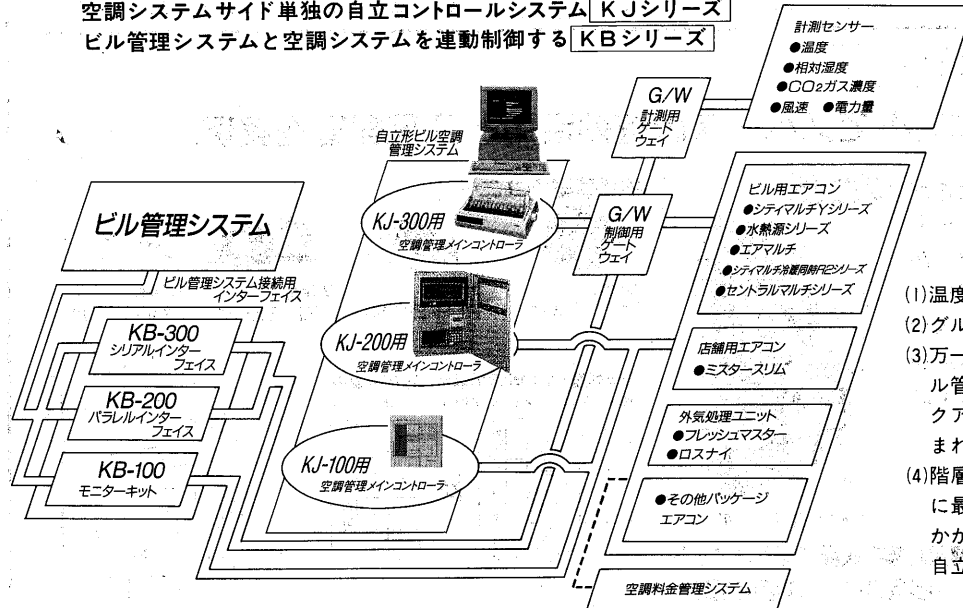 空調システムサイド単独の自立コントロールシステム KJシリーズ
ビル管理システムと空調システムを連動制御する KBシリーズ
計測センサー
●温度
●相対湿度
●CO2ガス濃度
●風速 ●電力量
G/W
計測用
ゲート
ウェイ
自立形ビル空調
管理システム
ビル管理システム
KJ-300用
空調管理メインコントローラ
G/W
制御用
ゲート
ウェイ
ビル用エアコン
●シティマルチYシリーズ
●水熱源シリーズ
●エアマルチ
●シティマルチ冷暖同時R2シリーズ
●セントラルマルチシリーズ
ビル管理システム接続用
インターフェイス
KB-300
シリアルインター
フェイス
KJ-200用
空調管理メインコントローラ
店舗用エアコン
●ミスタースリム
KB-200
パラレルインター
フェイス
外気処理ユニット
●フレッシュマスター
●ロスナイ
KB-100
モニターキット
KJ-100用
空調管理メインコントローラ
●その他パッケージ
エアコン
空調料金管理システム
(1)温度
(2)グル
(3)万一
ル管
クア
まれ
(4)階層
に最
かか
自立